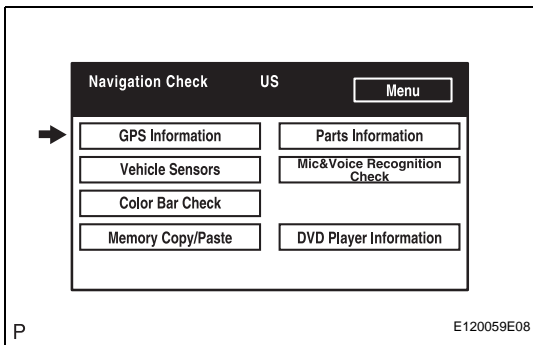 Navigation Check US Menu
GPS Information Parts Information
Vehicle Sensors Mic&Voice Recognition
Check
Color Bar Check
Memory Copy/Paste DVD Player Information
P E120059E08